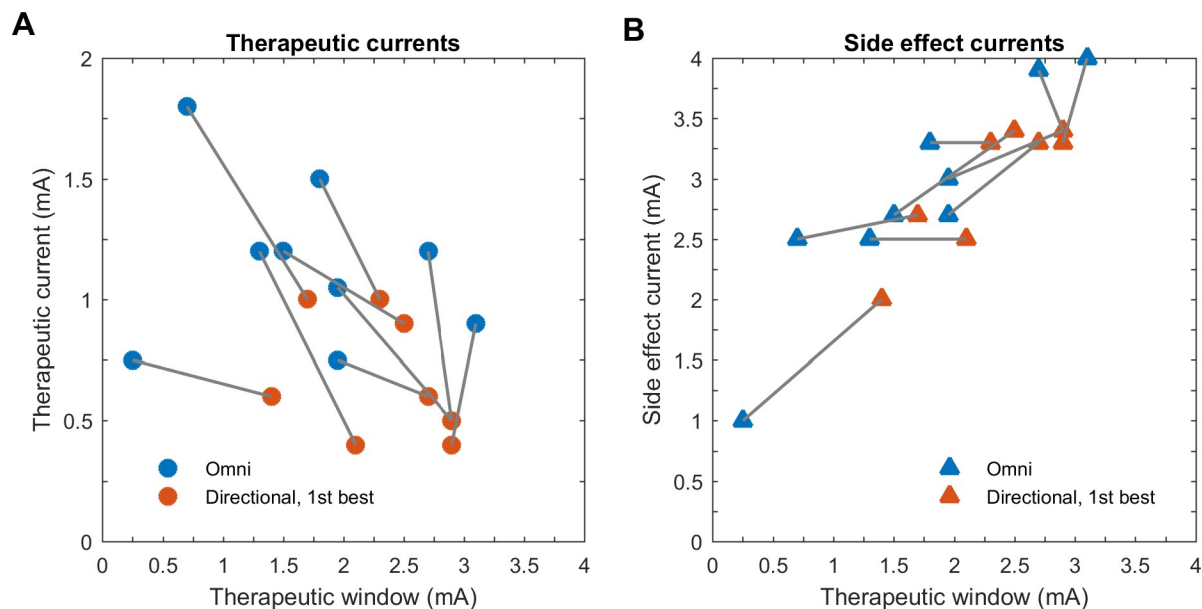 A
Therapeutic currents
Therapeutic current (mA)
2
1.5
1
0.5
0
Omni
Directional, 1st best
0 0.5 1 1.5 2 2.5 3 3.5 4
Therapeutic window (mA)
B
Side effect currents
Side effect current (mA)
4
3.5
3
2.5
2
1.5
1
0.5
0
Omni
Directional, 1st best
0 0.5 1 1.5 2 2.5 3 3.5 4
Therapeutic window (mA)